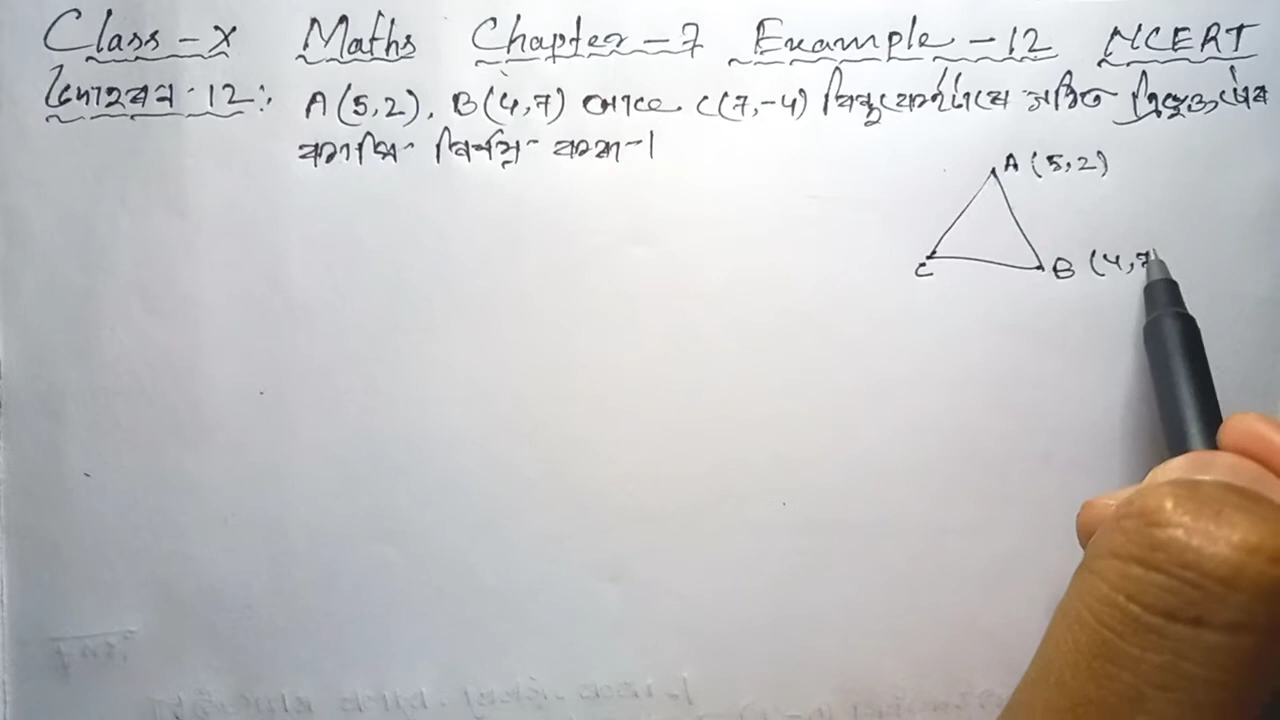 Class - X Maths Chapter - 7 Example - 12 NCERT
উদাহৰণ 12: A(5,2), B(4,7) আৰু C(7,-4) বিন্দু গঠিত ত্ৰিভুজটোৰ
কালি নিৰ্ণয় কৰা।
A (5,2)
C B (4,7